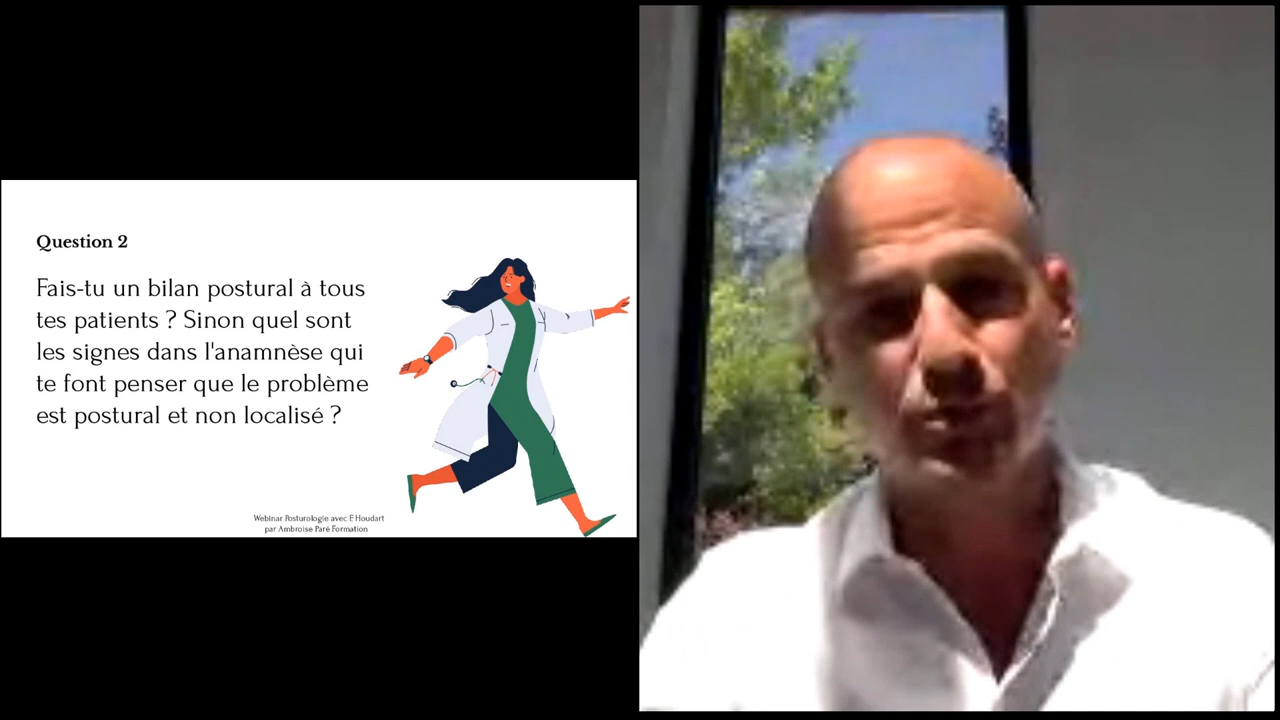 Question 2
Fais-tu un bilan postural à tous
tes patients ? Sinon quel sont
les signes dans l'anamnèse qui
te font penser que le problème
est postural et non localisé ?
Webinar Posturologie avec E Houdart
par Ambroise Paré Formation